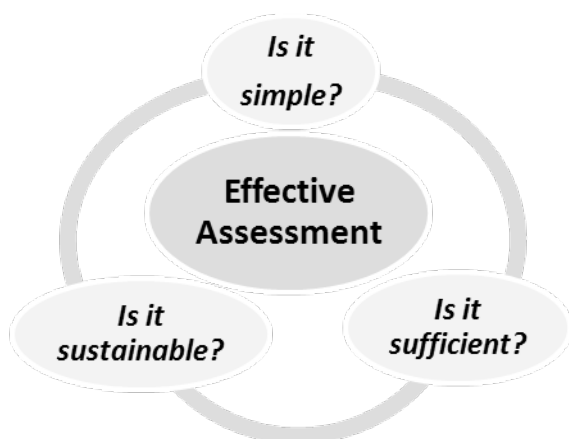 Is it
simple?
Effective
Assessment
Is it
sustainable?
Is it
sufficient?